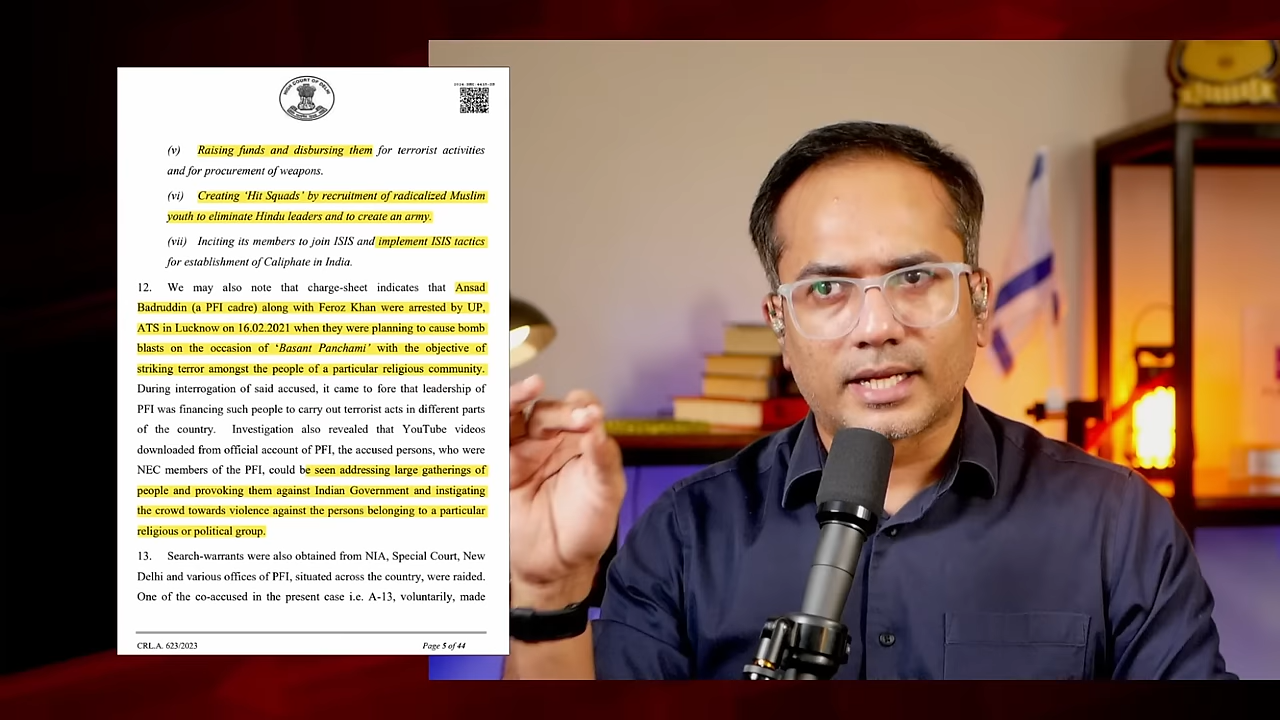 HIGH COURT OF DELHI
(v) Raising funds and disbursing them for terrorist activities
and for procurement of weapons.
(vi) Creating ‘Hit Squads’ by recruitment of radicalized Muslim
youth to eliminate Hindu leaders and to create an army.
(vii) Inciting its members to join ISIS and implement ISIS tactics
for establishment of Caliphate in India.
12. We may also note that charge-sheet indicates that Ansad
Badruddin (a PFI cadre) along with Feroz Khan were arrested by UP,
ATS in Lucknow on 16.02.2021 when they were planning to cause bomb
blasts on the occasion of ‘Basant Panchami’ with the objective of
striking terror amongst the people of a particular religious community.
During interrogation of said accused, it came to fore that leadership of
PFI was financing such people to carry out terrorist acts in different parts
of the country. Investigation also revealed that YouTube videos
downloaded from official account of PFI, the accused persons, who were
NEC members of the PFI, could be seen addressing large gatherings of
people and provoking them against Indian Government and instigating
the crowd towards violence against the persons belonging to a particular
religious or political group.
13. Search-warrants were also obtained from NIA, Special Court, New
Delhi and various offices of PFI, situated across the country, were raided.
One of the co-accused in the present case i.e. A-13, voluntarily, made
CRL.A. 623/2023 Page 5 of 44